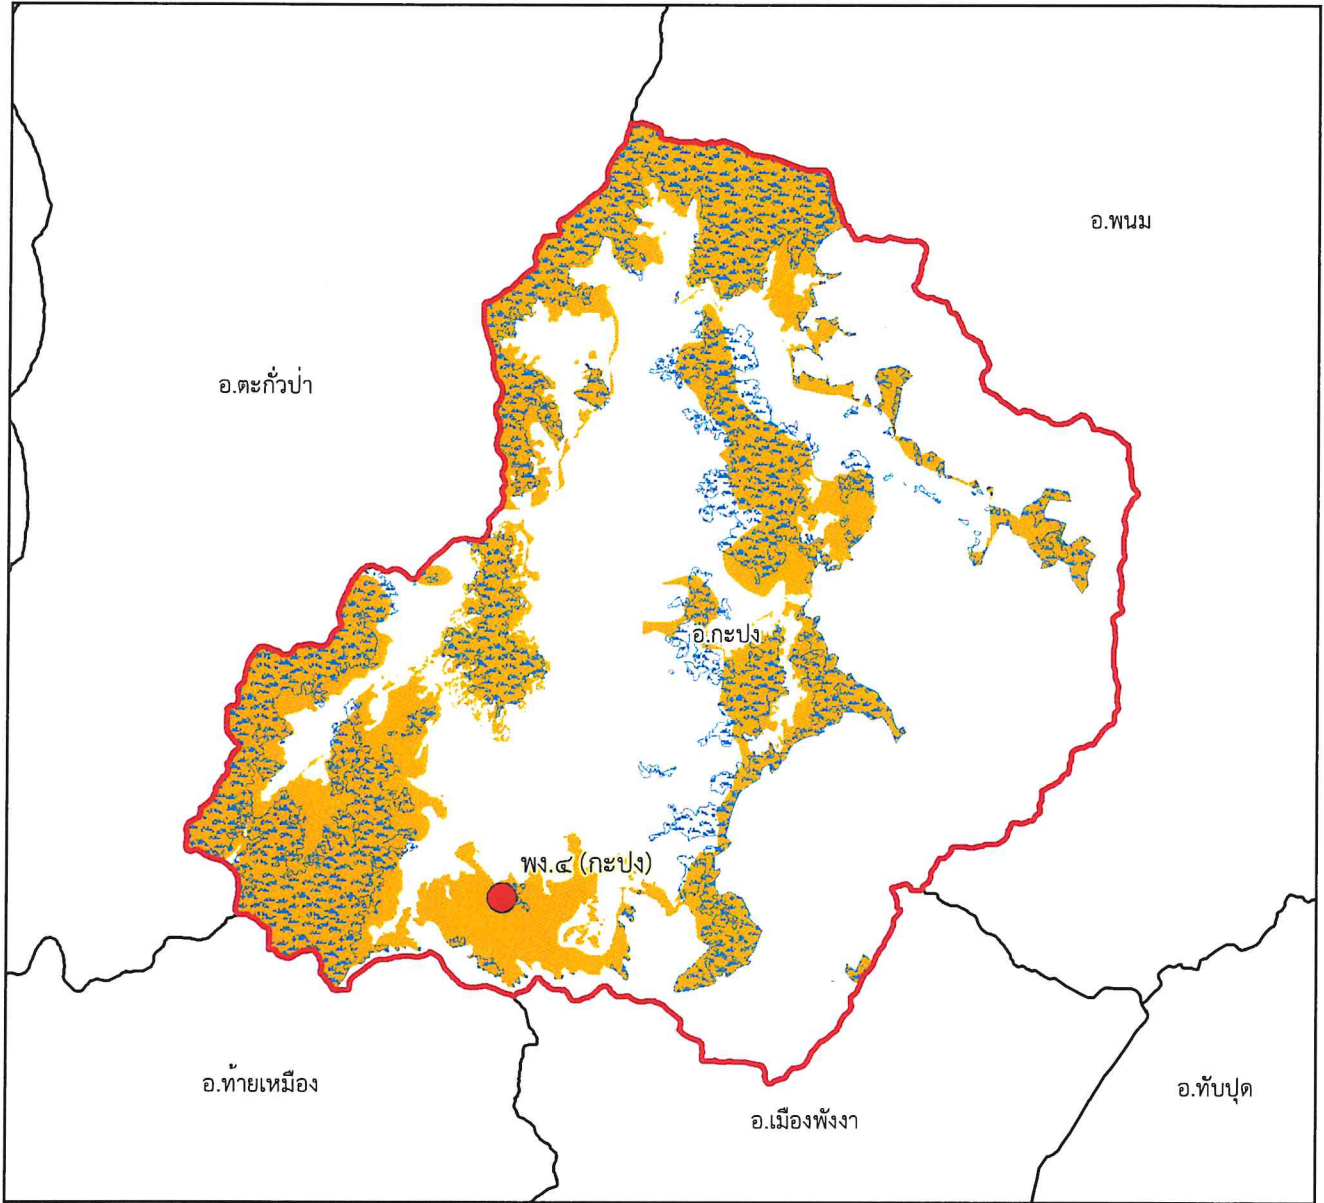 อ.พนม
อ.ตะกั่วป่า
อ.กะปง
พง.๔ (กะปง)
อ.ท้ายเหมือง
อ.ทับปุด
อ.เมืองพังงา